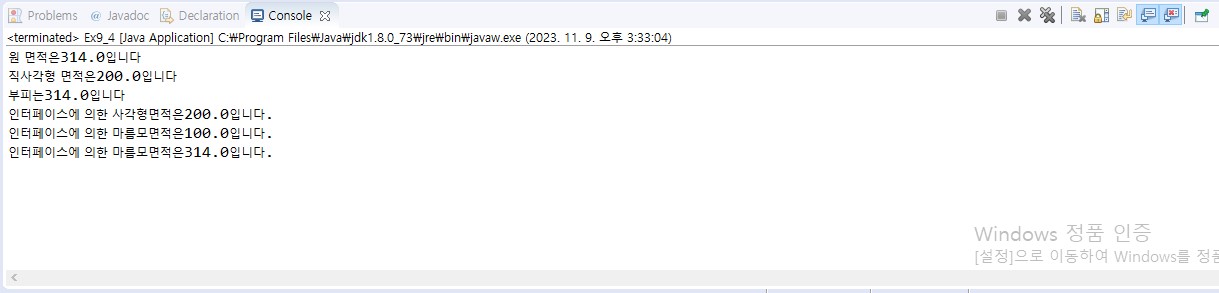 Problems @ Javadoc Declaration Console
<terminated> Ex9_4 [Java Application] C:₩Program Files₩Java₩jdk1.8.0_73₩jre₩bin₩javaw.exe (2023. 11. 9. 오후 3:33:04)
원 면적은314.0입니다
직사각형 면적은200.0입니다
부피는314.0입니다
인터페이스에 의한 사각형면적은200.0입니다.
인터페이스에 의한 마름모면적은100.0입니다.
인터페이스에 의한 마름모면적은314.0입니다.
Windows 정품 인증
[설정]으로 이동하여 Windows를 정품